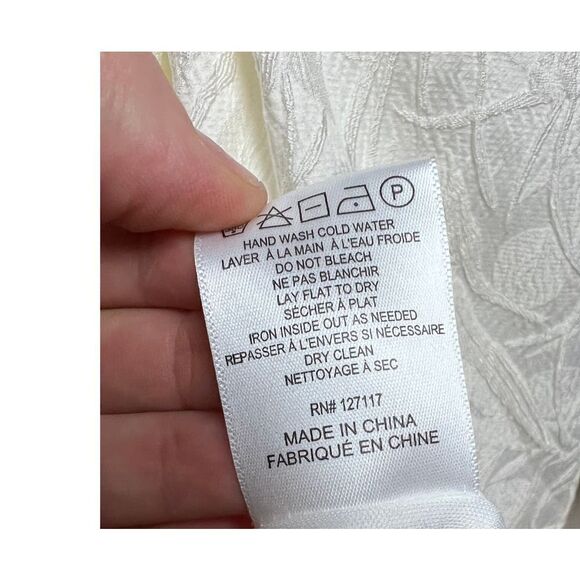 P
HAND WASH COLD WATER
LAVER À LA MAIN À L'EAU FROIDE
DO NOT BLEACH
NE PAS BLANCHIR
LAY FLAT TO DRY
SÉCHER À PLAT
IRON INSIDE OUT AS NEEDED
REPASSER À L'ENVERS SI NÉCESSAIRE
DRY CLEAN
NETTOYAGE À SEC
RN# 127117
MADE IN CHINA
FABRIQUÉ EN CHINE